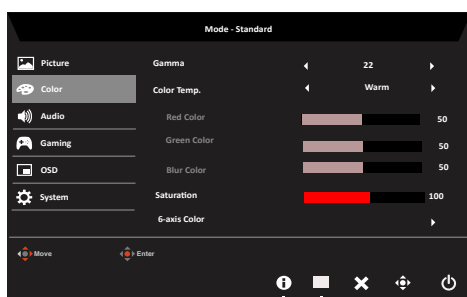 Mode - Standard
Picture
Color
Audio
Gaming
OSD
System
Gamma 22
Color Temp. Warm
Red Color 50
Green Color 50
Blur Color 50
Saturation 100
6-axis Color
Move Enter